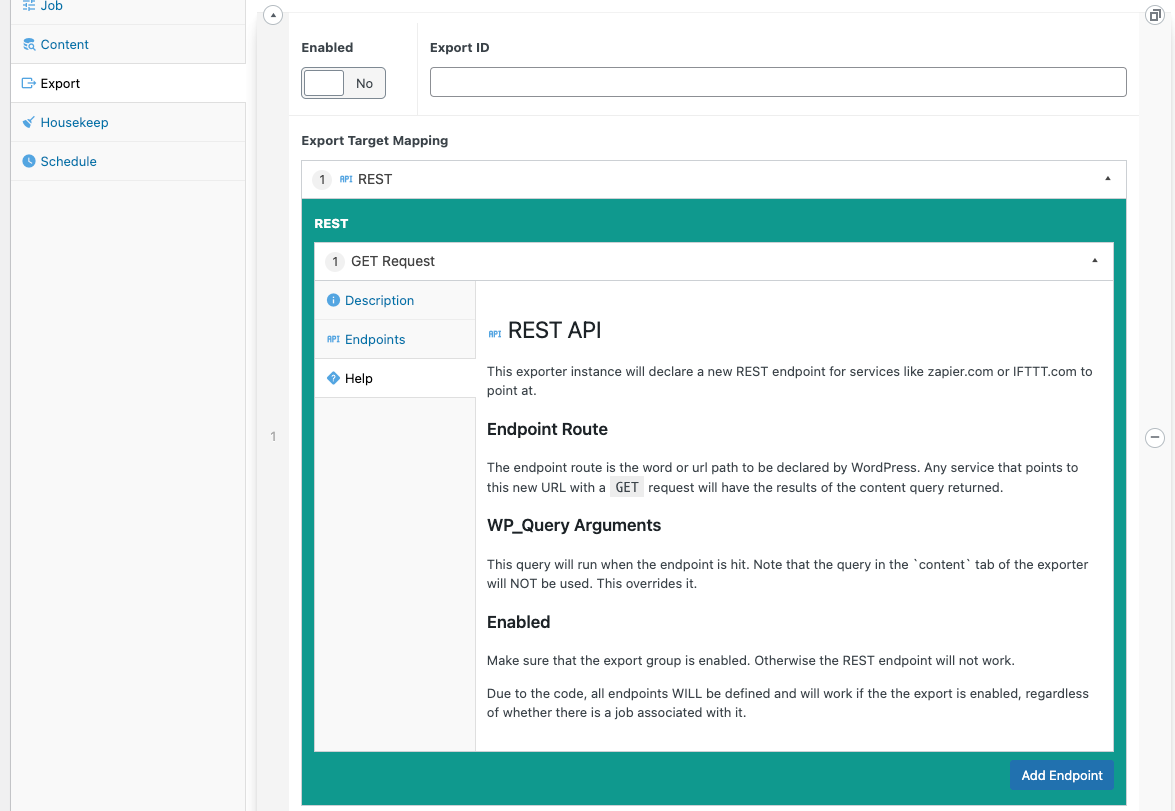 Job
Content
Export
Housekeep
Schedule
Enabled
Export ID
No
Export Target Mapping
1 API REST
REST
1 GET Request
Description
API Endpoints
Help
API REST API
This exporter instance will declare a new REST endpoint for services like zapier.com or IFTTT.com to
point at.
Endpoint Route
The endpoint route is the word or url path to be declared by WordPress. Any service that points to
this new URL with a GET request will have the results of the content query returned.
WP_Query Arguments
This query will run when the endpoint is hit. Note that the query in the `content` tab of the exporter
will NOT be used. This overrides it.
Enabled
Make sure that the export group is enabled. Otherwise the REST endpoint will not work.
Due to the code, all endpoints WILL be defined and will work if the the export is enabled, regardless
of whether there is a job associated with it.
1
Add Endpoint